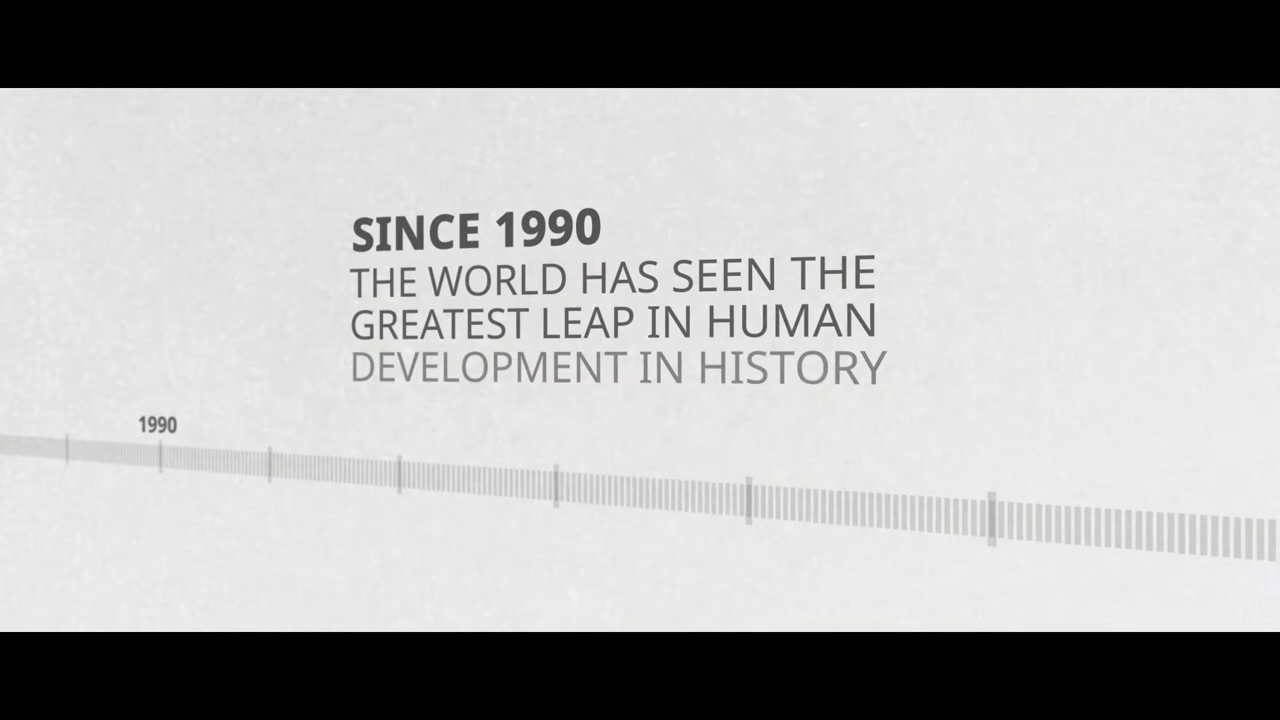 SINCE 1990
THE WORLD HAS SEEN THE
GREATEST LEAP IN HUMAN
DEVELOPMENT IN HISTORY
1990